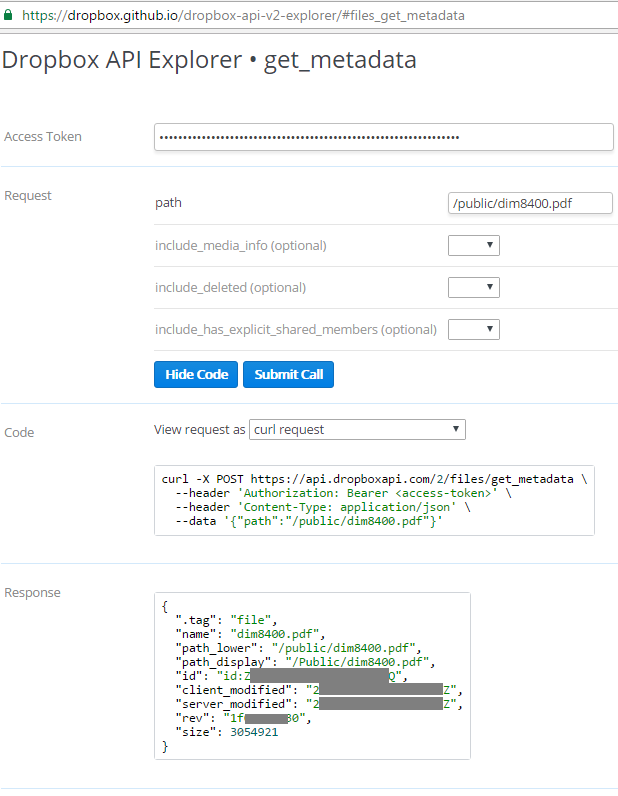 https://dropbox.github.io/dropbox-api-v2-explorer/#files_get_metadata
Dropbox API Explorer • get_metadata
Access Token
Request
path
/public/dim8400.pdf
include_media_info (optional)
include_deleted (optional)
include_has_explicit_shared_members (optional)
Hide Code Submit Call
Code
View request as curl request
curl -X POST https://api.dropboxapi.com/2/files/get_metadata \
--header 'Authorization: Bearer <access-token>' \
--header 'Content-Type: application/json' \
--data '{"path":"/public/dim8400.pdf"}'
Response
{
".tag": "file",
"name": "dim8400.pdf",
"path_lower": "/public/dim8400.pdf",
"path_display": "/Public/dim8400.pdf",
"id": "id:Z Q",
"client_modified": "2 Z",
"server_modified": "2 Z",
"rev": "1f 30",
"size": 3054921
}